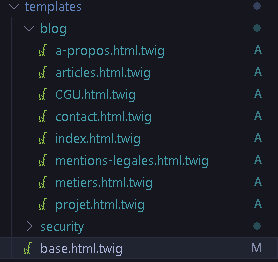 templates
blog
a-propos.html.twig A
articles.html.twig A
CGU.html.twig A
contact.html.twig A
index.html.twig A
mentions-legales.html.twig A
metiers.html.twig A
projet.html.twig A
security
base.html.twig M